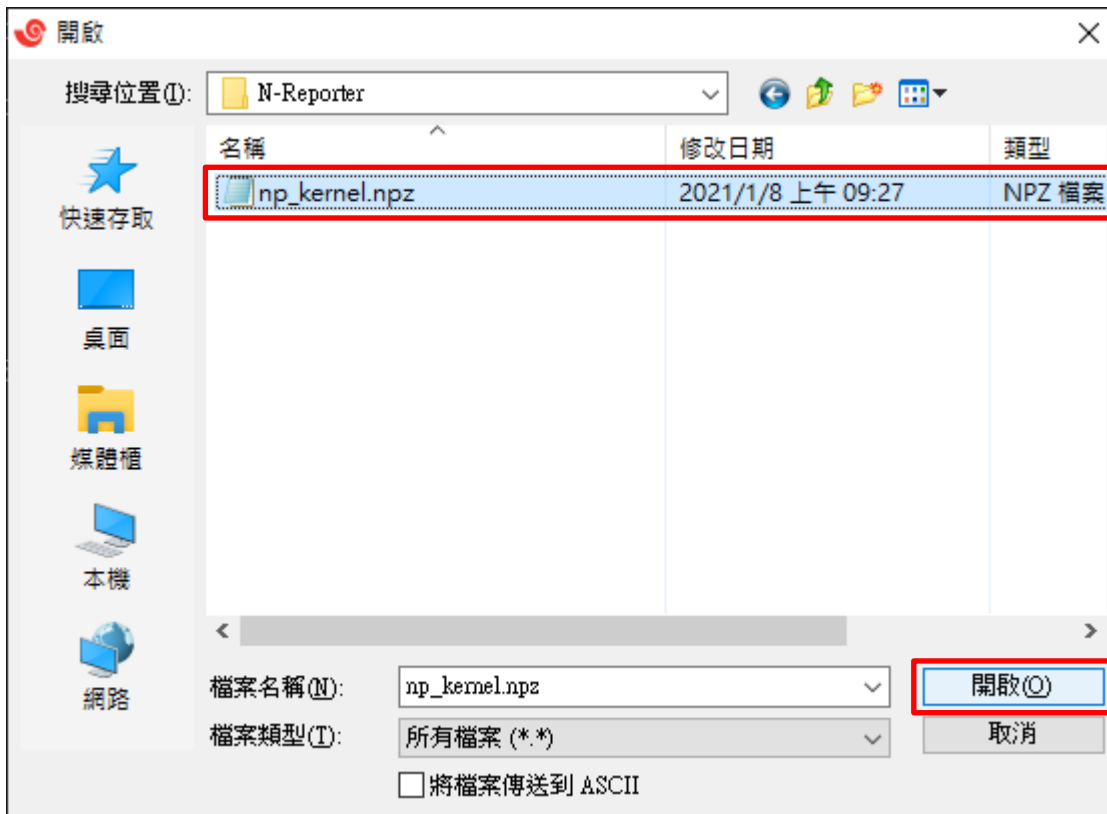 開啟
搜尋位置(I): N-Reporter
名稱 修改日期 類型
np_kernel.npz 2021/1/8 上午 09:27 NPZ 檔案
快速存取
桌面
媒體櫃
本機
網路
檔案名稱(N): np_kernel.npz 開啟(O)
檔案類型(T): 所有檔案 (*.*) 取消
將檔案傳送到 ASCII